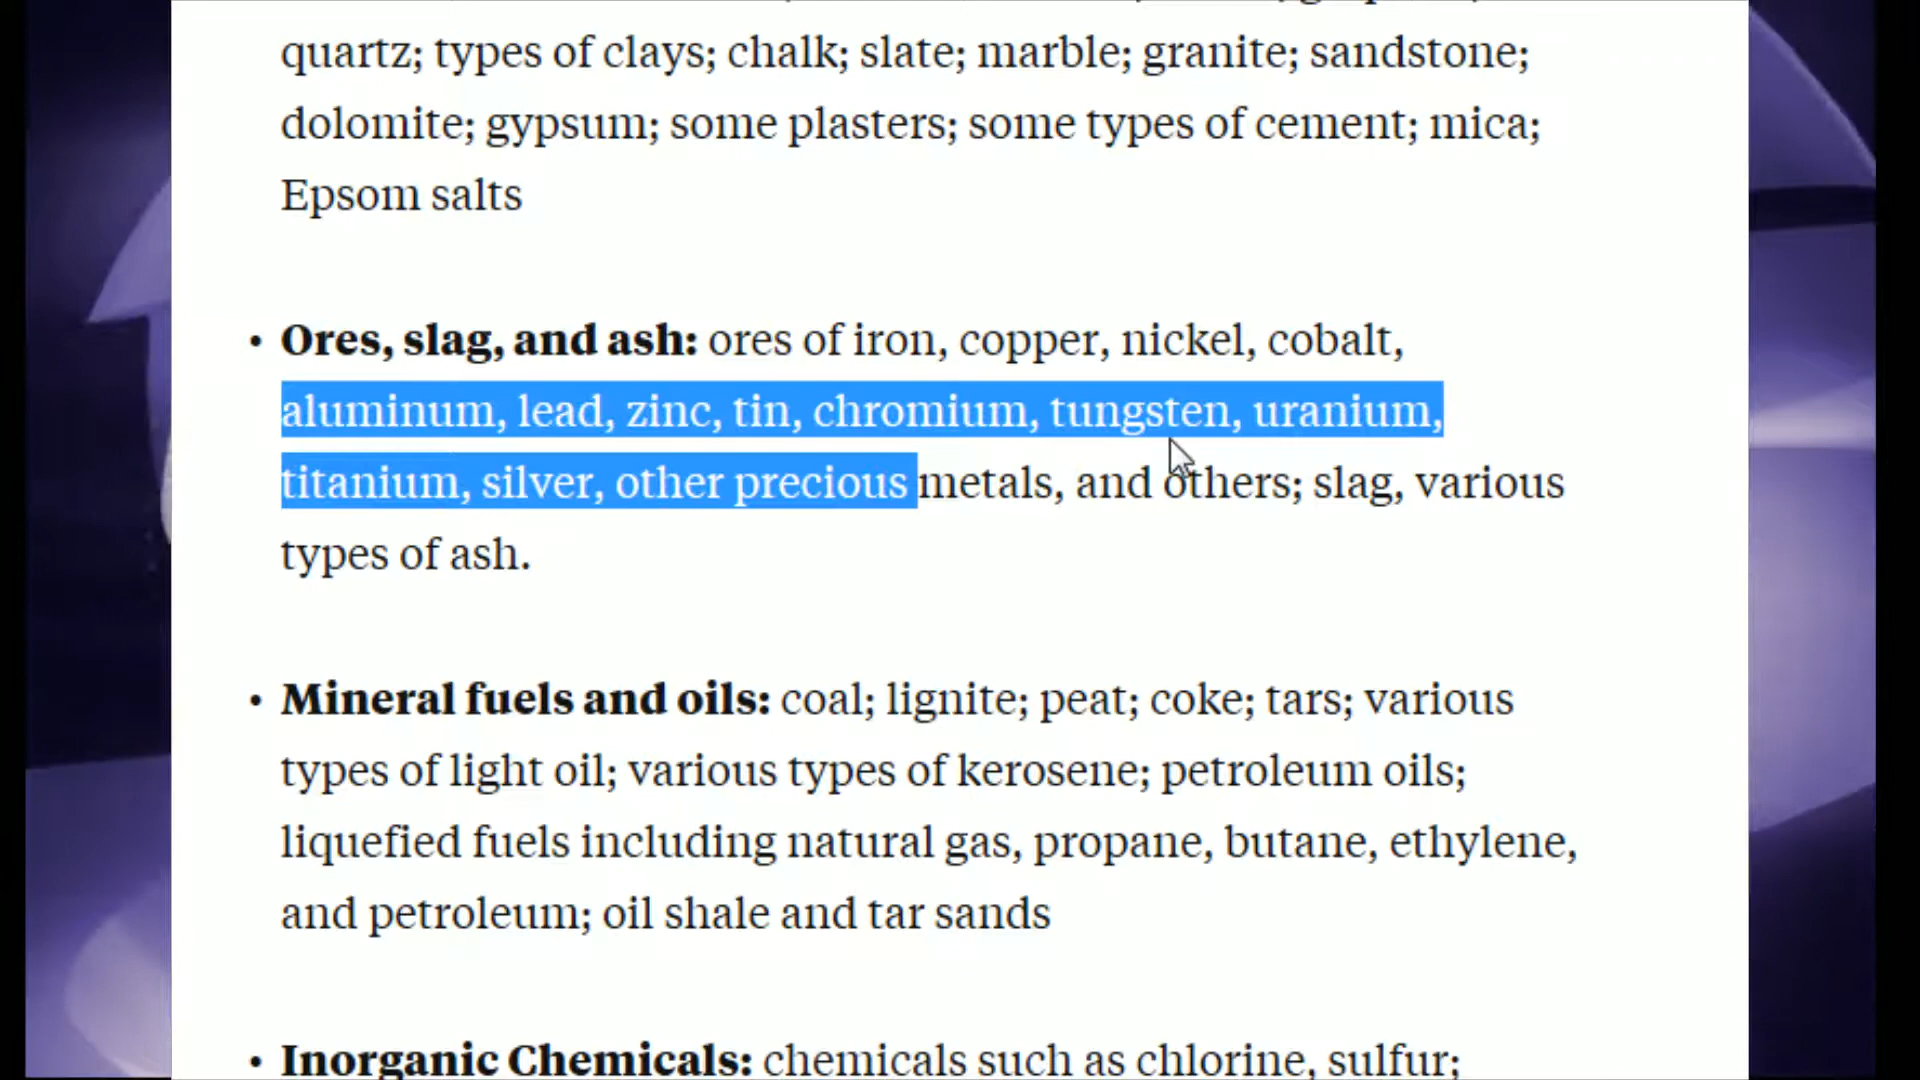 quartz; types of clays; chalk; slate; marble; granite; sandstone;
dolomite; gypsum; some plasters; some types of cement; mica;
Epsom salts
• Ores, slag, and ash: ores of iron, copper, nickel, cobalt,
aluminum, lead, zinc, tin, chromium, tungsten, uranium,
titanium, silver, other precious metals, and others; slag, various
types of ash.
• Mineral fuels and oils: coal; lignite; peat; coke; tars; various
types of light oil; various types of kerosene; petroleum oils;
liquefied fuels including natural gas, propane, butane, ethylene,
and petroleum; oil shale and tar sands
• Inorganic Chemicals: chemicals such as chlorine, sulfur;